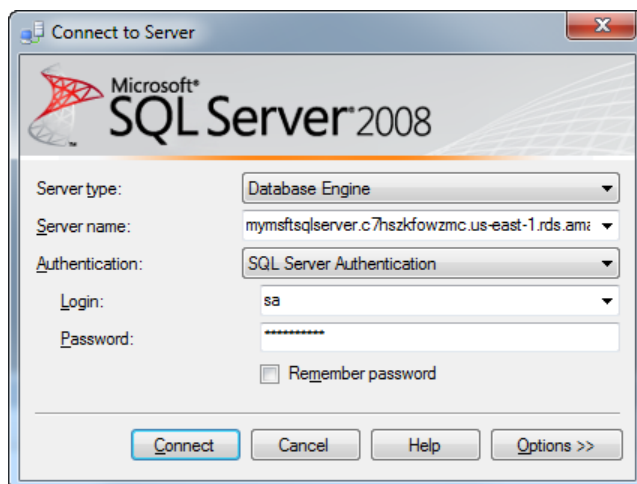 Connect to Server
Microsoft®
SQL Server® 2008
Server type: Database Engine
Server name: mymsftsqlserver.c7hszkfowzmc.us-east-1.rds.ama
Authentication: SQL Server Authentication
Login: sa
Password: **********
Remember password
Connect Cancel Help Options >>